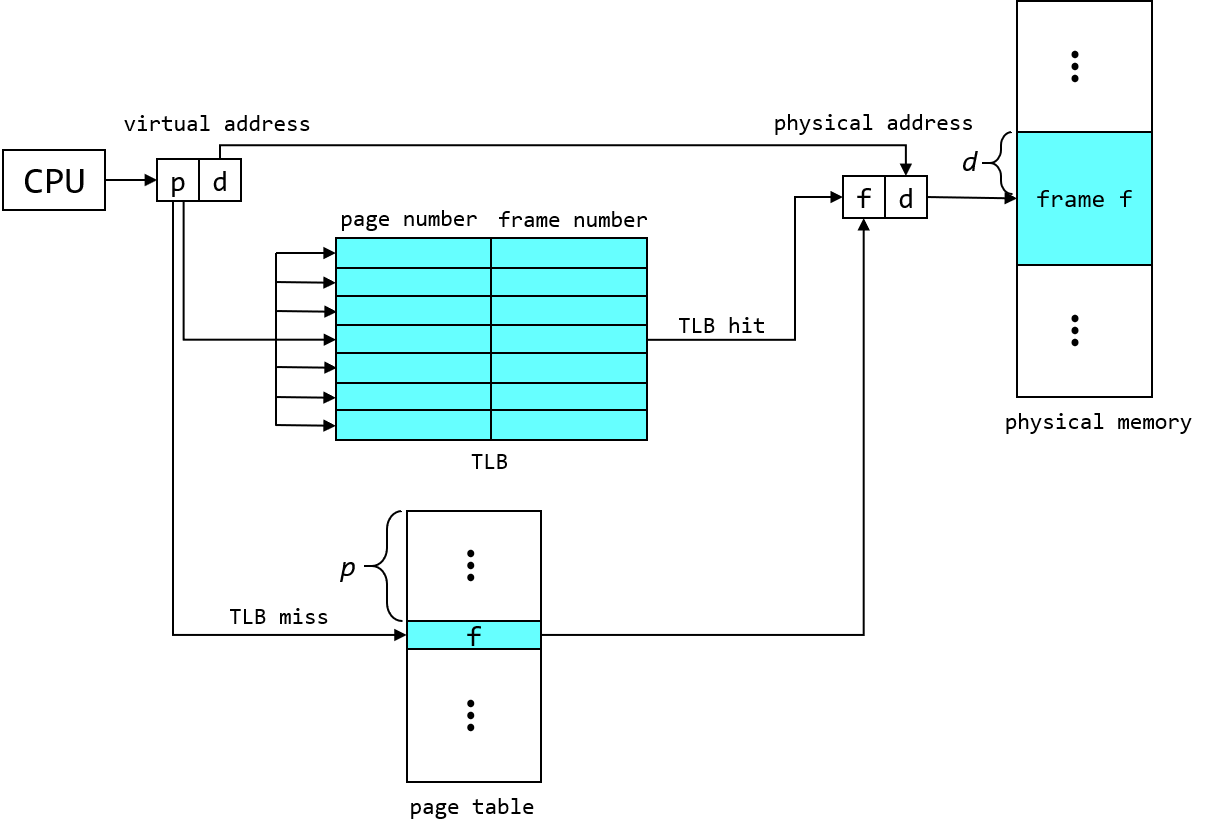 virtual address
physical address
CPU
p
d
f
d
d
frame f
page number
frame number
TLB hit
TLB
physical memory
p
TLB miss
f
page table